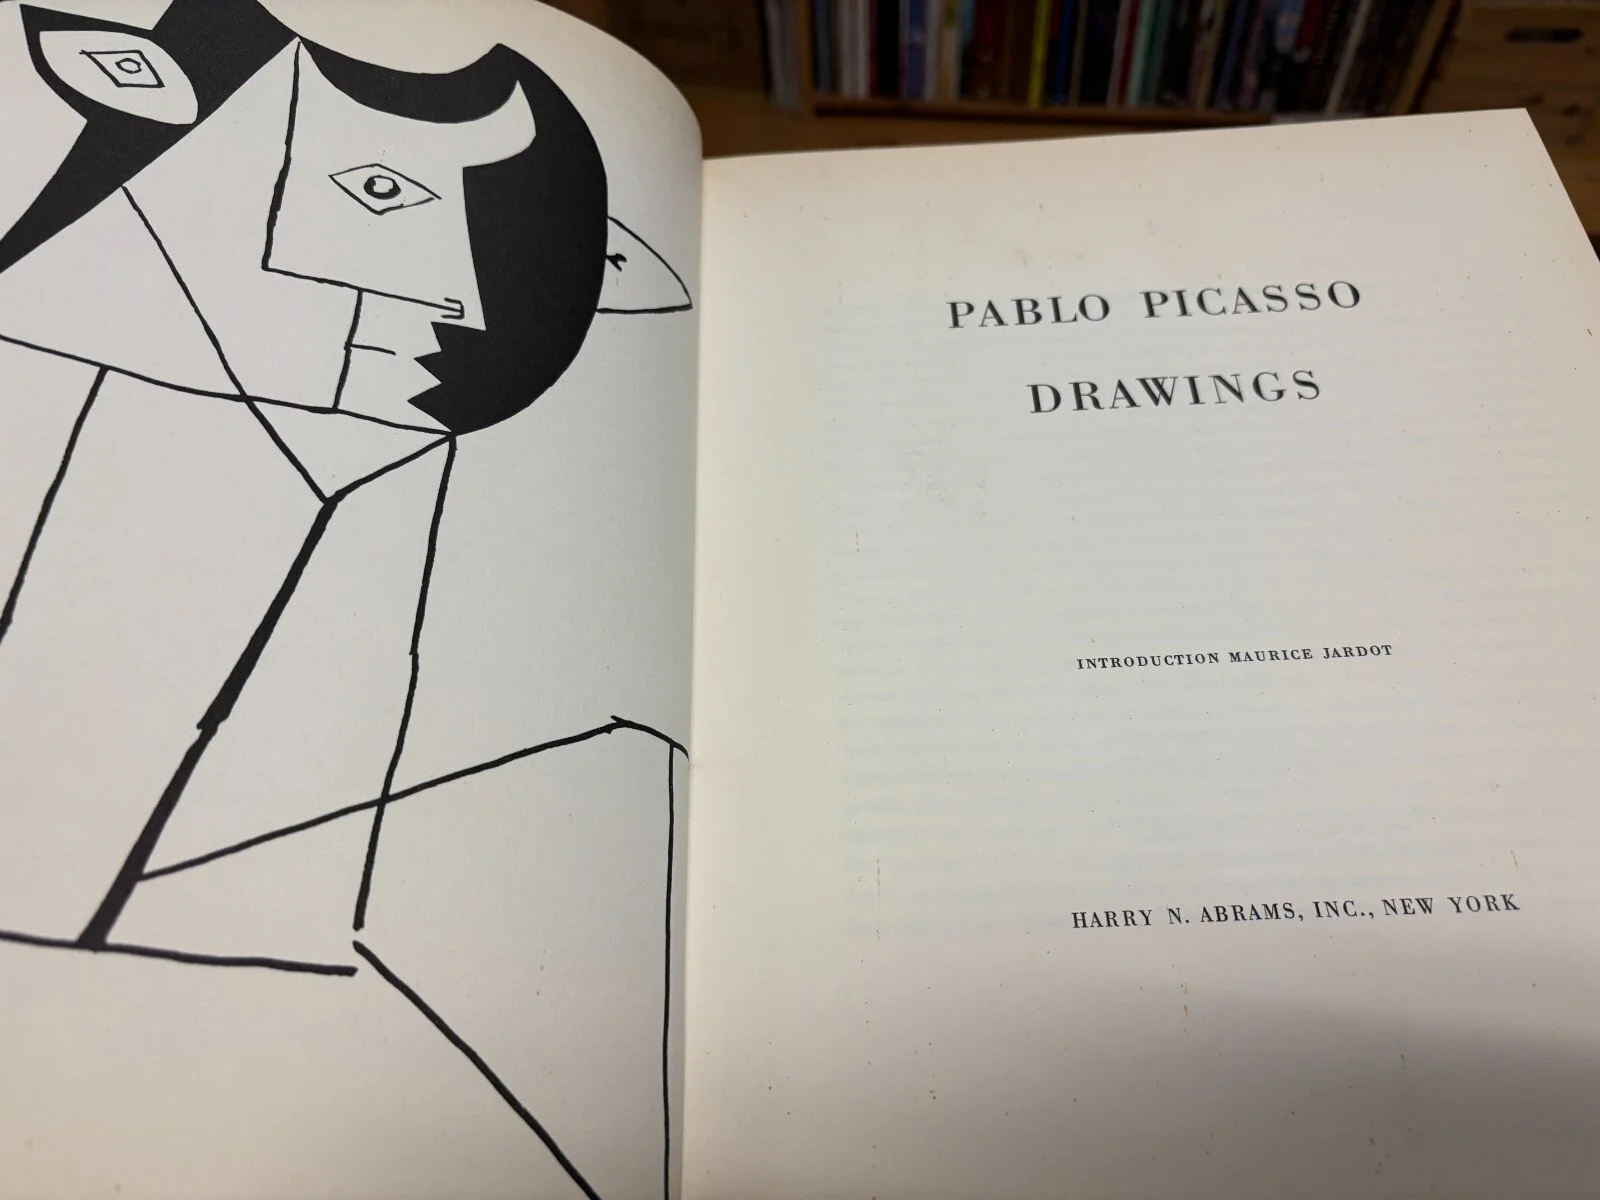 PABLO PICASSO
DRAWINGS
INTRODUCTION MAURICE JARDOT
HARRY N. ABRAMS, INC., NEW YORK